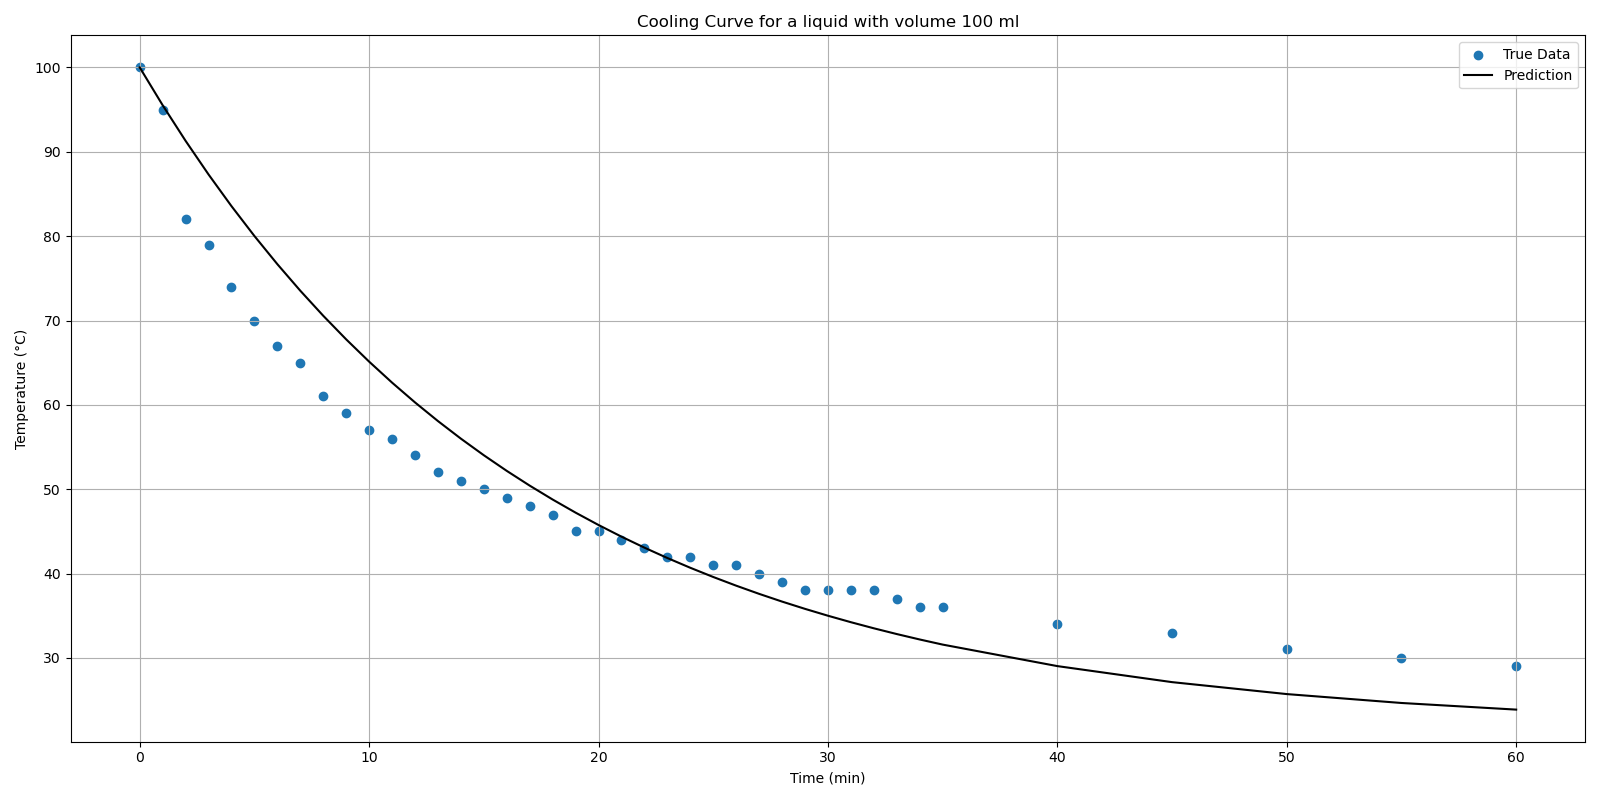 Cooling Curve for a liquid with volume 100 ml
True Data
Prediction
Temperature (°C)
100
90
80
70
60
50
40
30
0 10 20 30 40 50 60
Time (min)